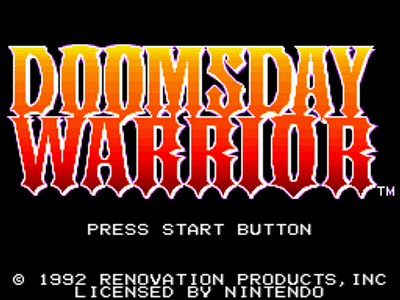 DOOMSDAY
WARRIOR™
PRESS START BUTTON
© 1992 RENOVATION PRODUCTS,INC
LICENSED BY NINTENDO